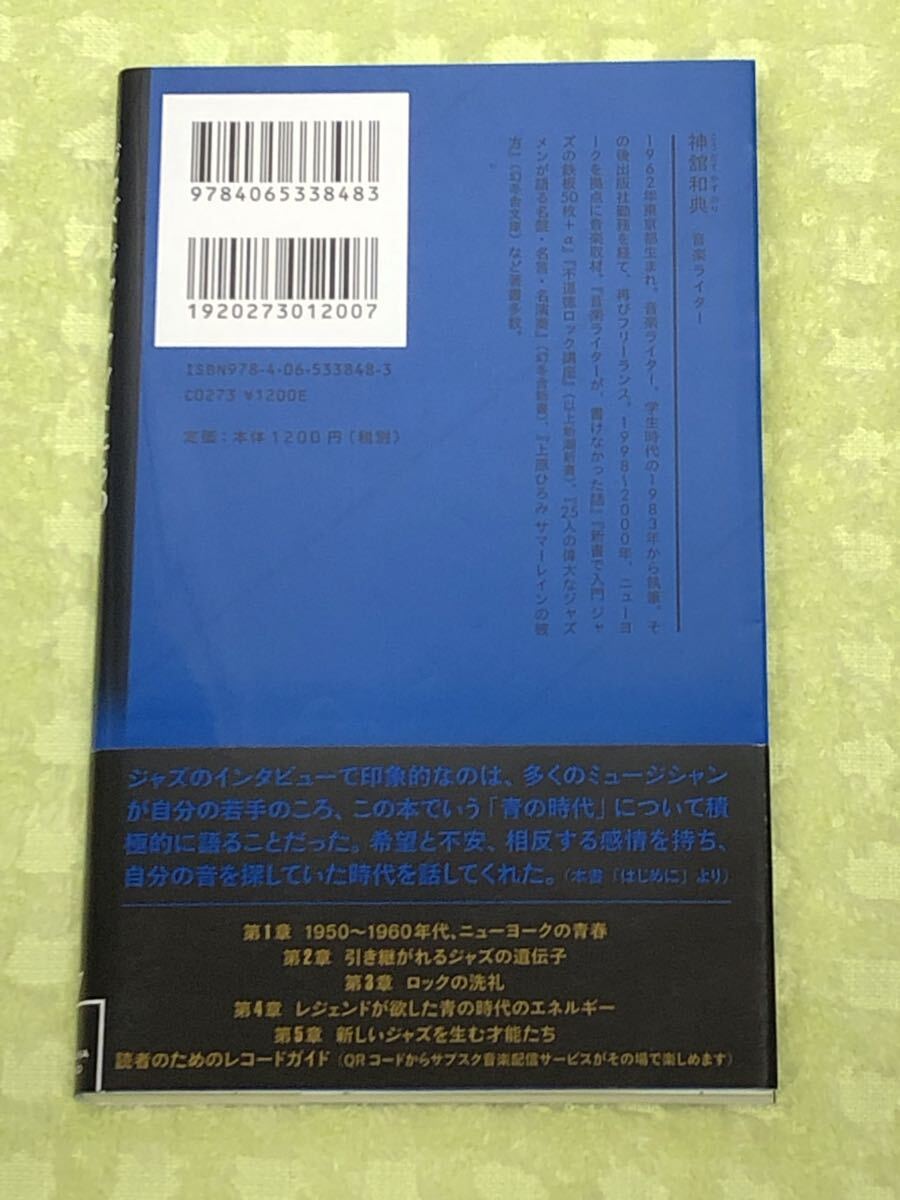 9784065338483
1920273012007
ISBN978-4-06-533848-3
C0273 ¥1200E
定価：本体1200円（税別）
神舘和典 音楽ライター
1962年東京都生まれ。音楽ライター。学生時代の1983年から執筆。そ
の後出版社勤務を経て、再びフリーランス。1998〜2000年、ニューヨ
ークを拠点に音楽取材。『音楽ライターが、書けなかった話』『新書で入門 ジャ
ズの鉄板50枚＋α』『不道徳ロック講座』（以上新潮新書）、『25人の偉大なジャズ
メンが語る名盤・名言・名演奏』（幻冬舎新書）、『上原ひろみ サマーレインの彼
方』（幻冬舎文庫）など著書多数。
ジャズのインタビューで印象的なのは、多くのミュージシャン
が自分の若手のころ、この本でいう「青の時代」について積
極的に語ることだった。希望と不安、相反する感情を持ち、
自分の音を探していた時代を話してくれた。（本書「はじめに」より）
第1章 1950〜1960年代、ニューヨークの青春
第2章 引き継がれるジャズの遺伝子
第3章 ロックの洗礼
第4章 レジェンドが欲した青の時代のエネルギー
第5章 新しいジャズを生む才能たち
読者のためのレコードガイド（QRコードからサブスク音楽配信サービスがその場で楽しめます）